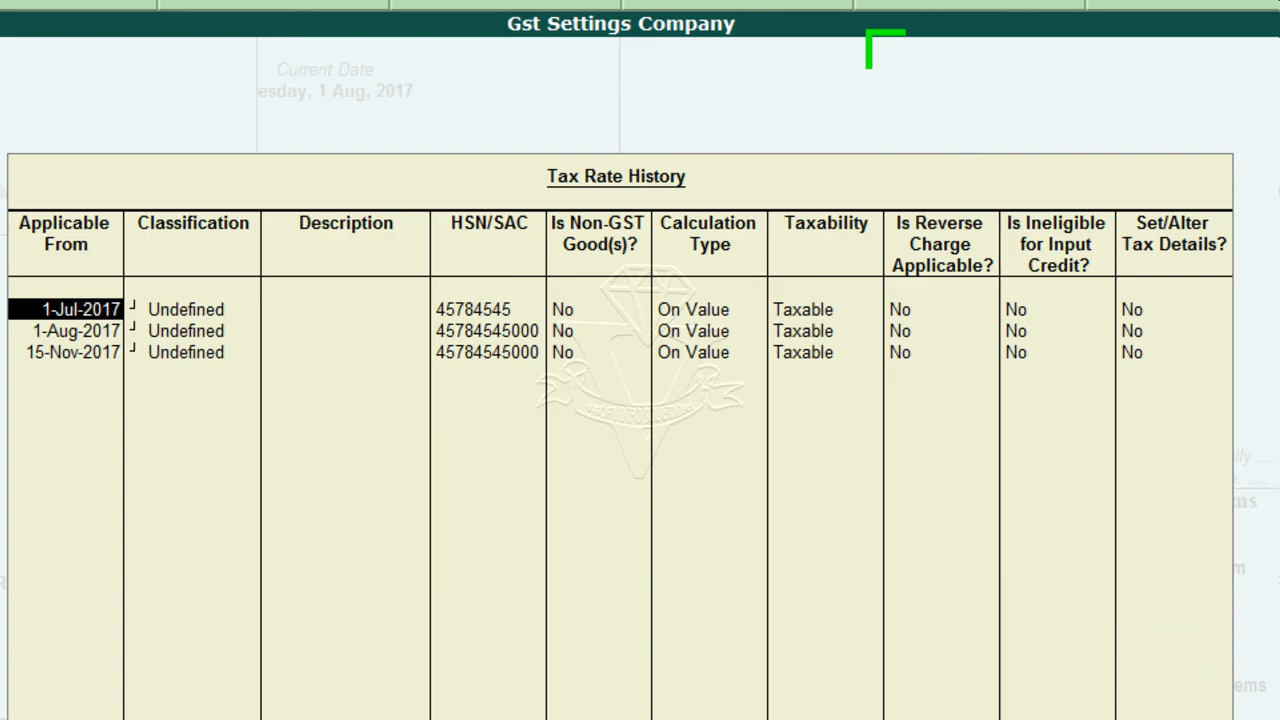 Gst Settings Company
Current Date
esday, 1 Aug, 2017
Tax Rate History
Applicable From Classification Description HSN/SAC Is Non-GST Good(s)? Calculation Type Taxability Is Reverse Charge Applicable? Is Ineligible for Input Credit? Set/Alter Tax Details?
1-Jul-2017 Undefined 45784545 No On Value Taxable No No No
1-Aug-2017 Undefined 45784545000 No On Value Taxable No No No
15-Nov-2017 Undefined 45784545000 No On Value Taxable No No No
lly ....
ms
m
ems